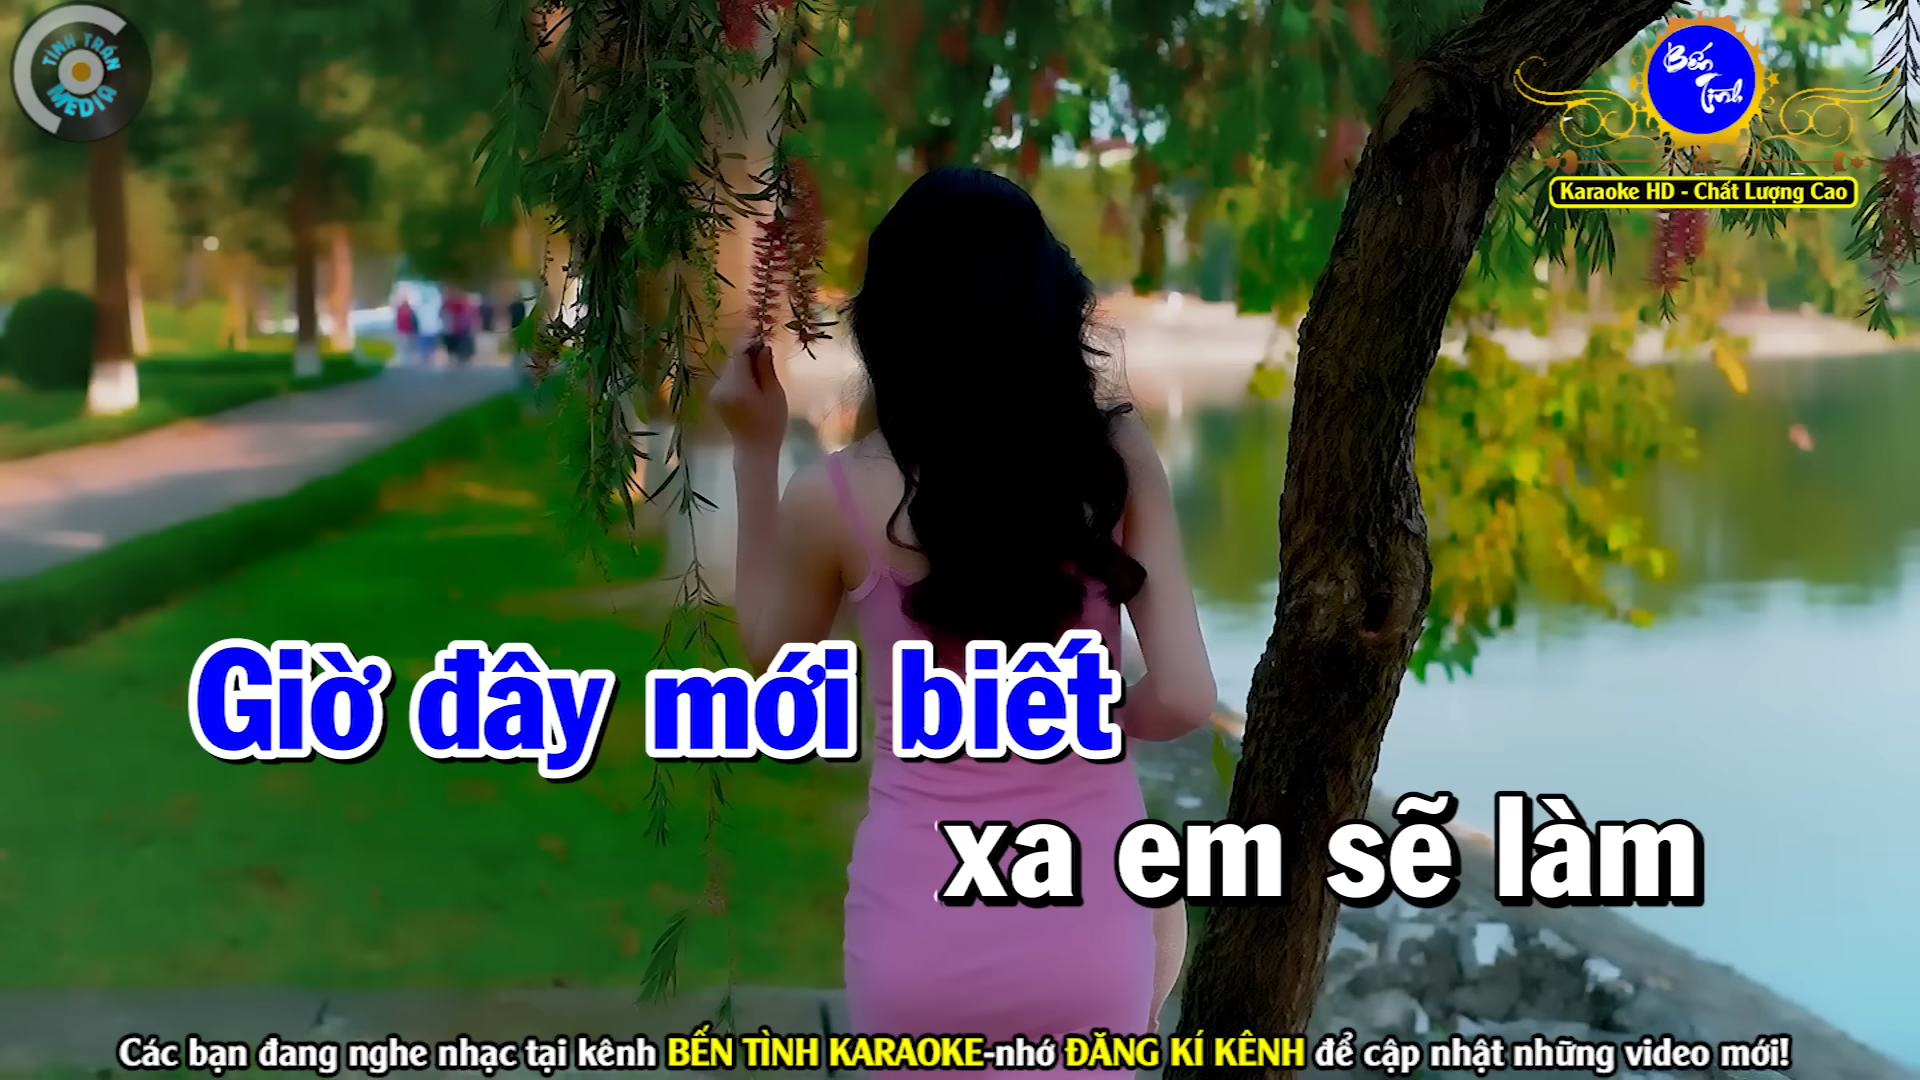 TÌNH TRẦN
MEDIA
Bến
Tình
Karaoke HD - Chất Lượng Cao
Giờ đây mới biết
xa em sẽ làm
Các bạn đang nghe nhạc tại kênh BẾN TÌNH KARAOKE-nhớ ĐĂNG KÍ KÊNH để cập nhật những video mới!